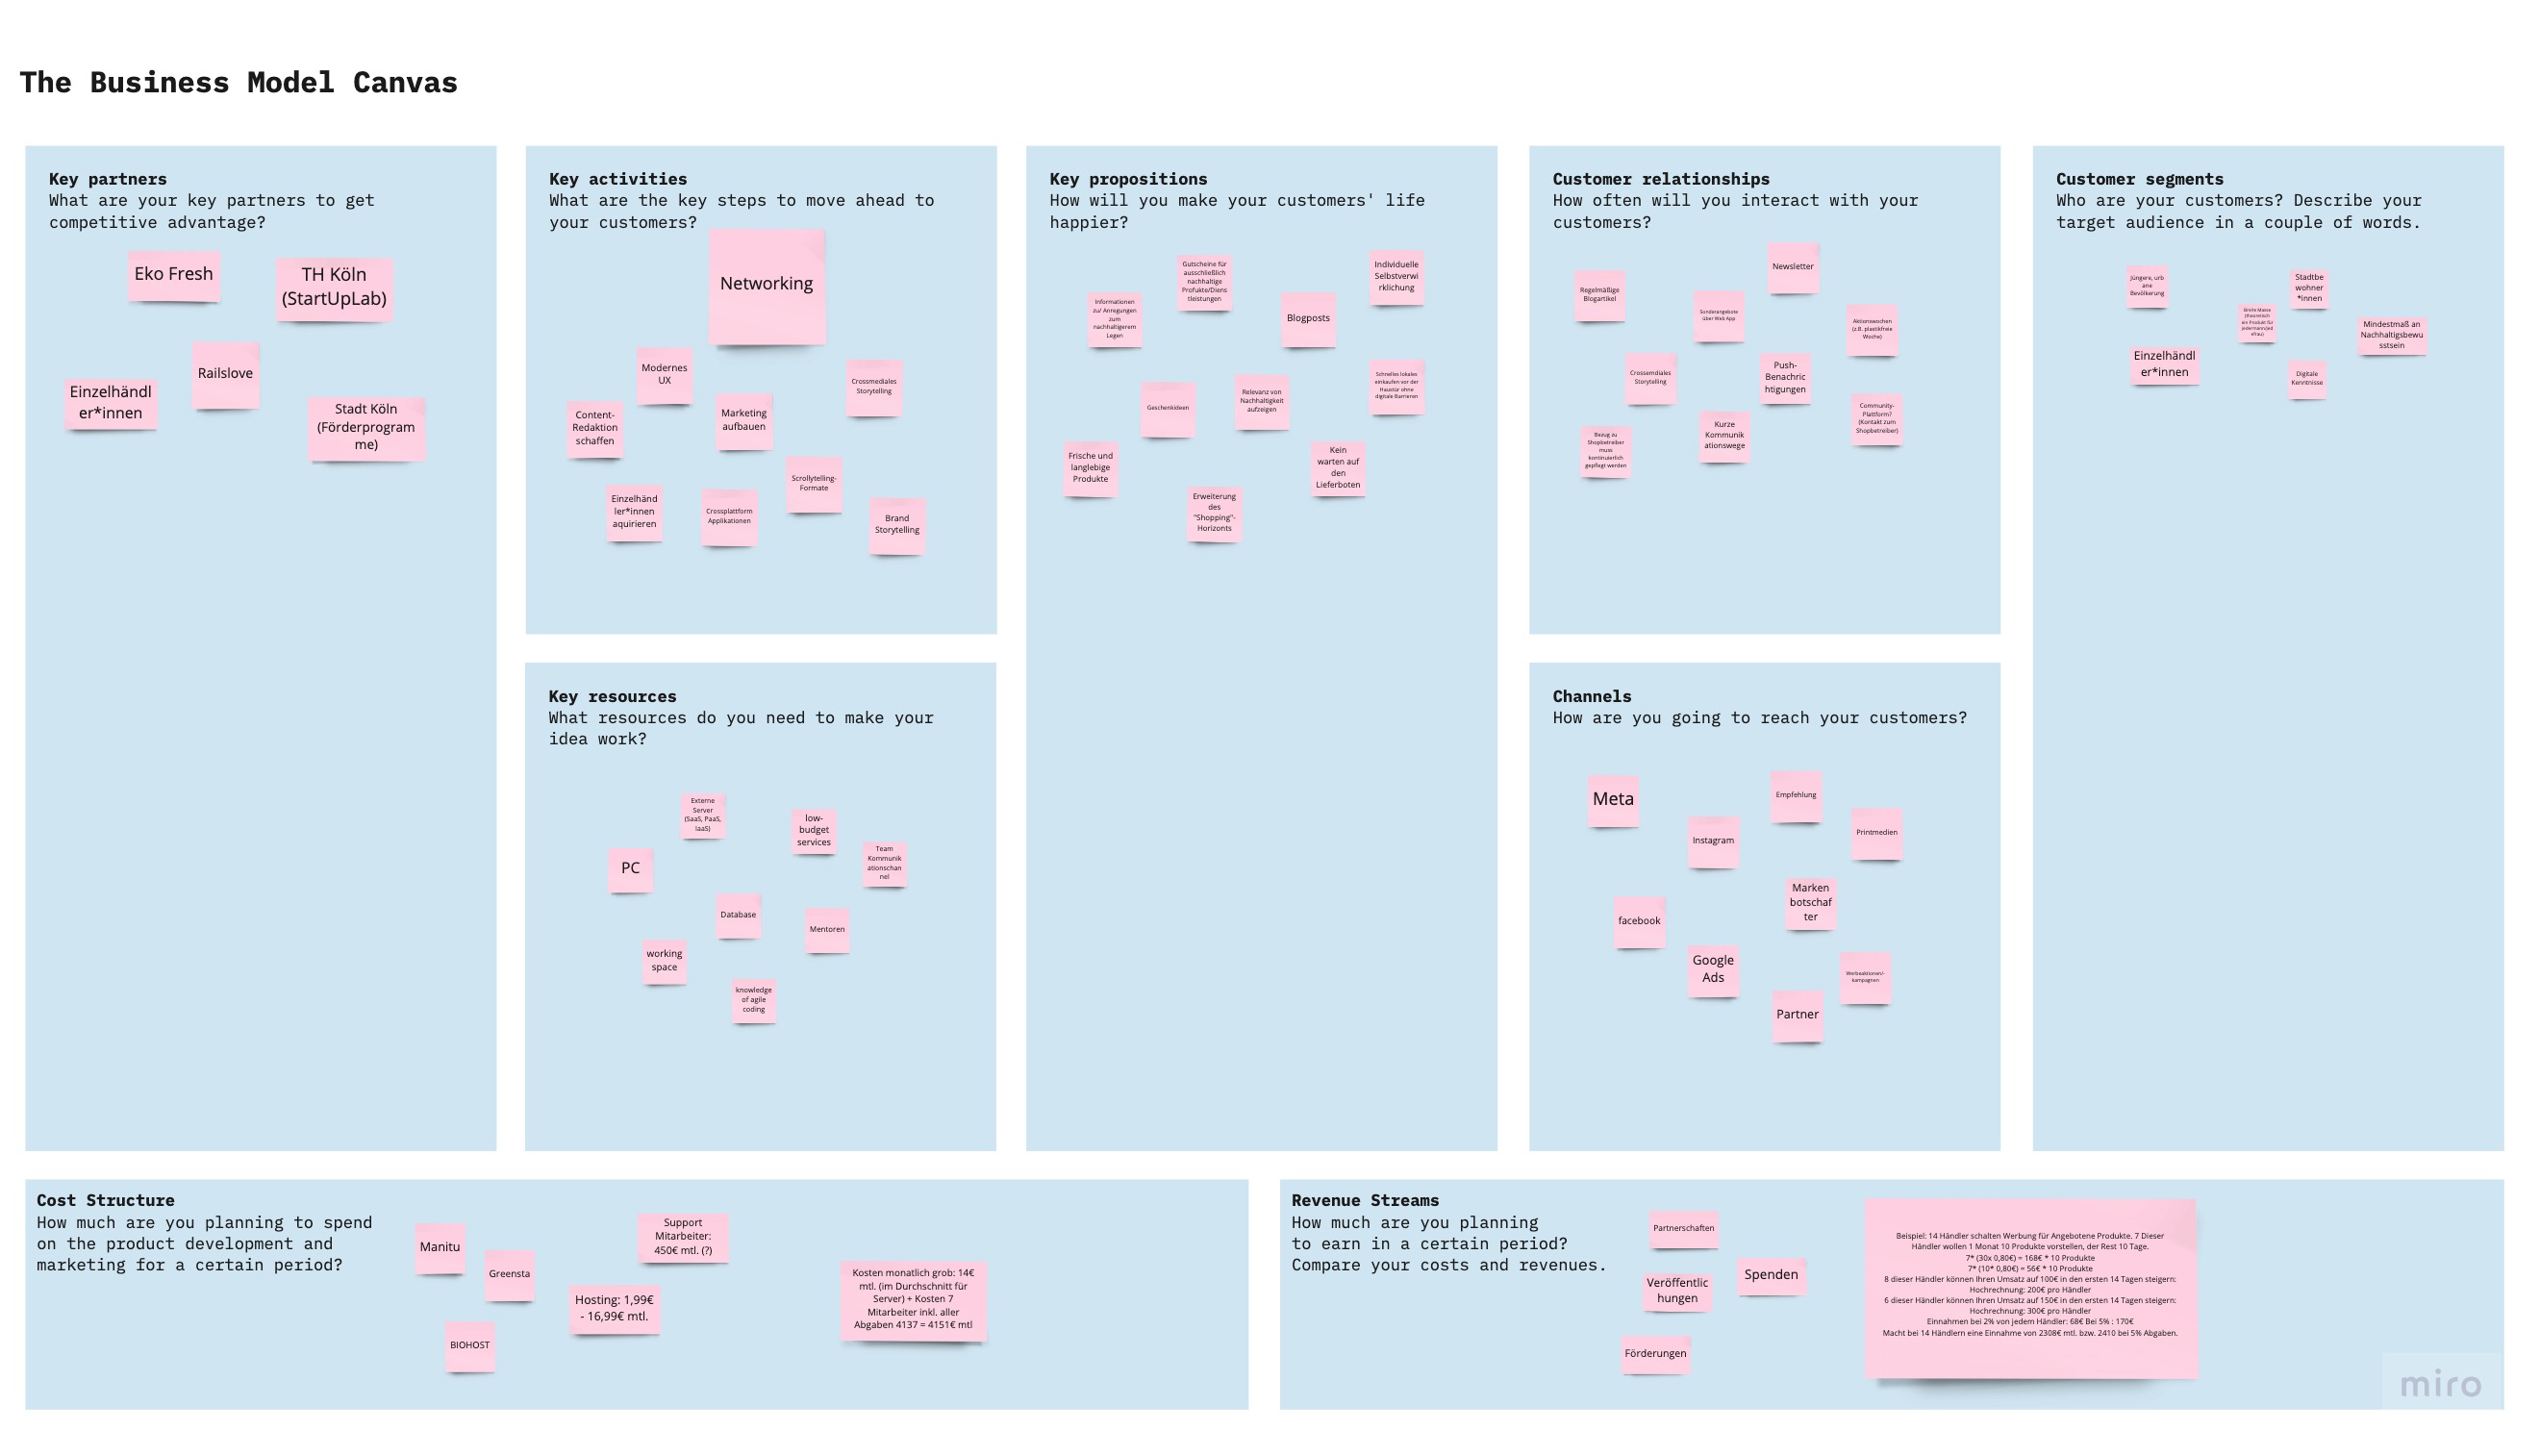 The Business Model Canvas
Key partners
What are your key partners to get
competitive advantage?
Eko Fresh
TH Köln
(StartUpLab)
Railslove
Einzelhändl
er*innen
Stadt Köln
(Förderprogram
me)
Key activities
What are the key steps to move ahead to
your customers?
Networking
Modernes
UX
Crossmediales
Storytelling
Content-
Redaktion
schaffen
Marketing
aufbauen
Scrollytelling-
Formate
Einzelhänd
ler*innen
aquirieren
Crossplattform
Applikationen
Brand
Storytelling
Key resources
What resources do you need to make your
idea work?
Externe
Server
(SaaS, PaaS,
IaaS)
low-
budget
services
Team
Kommunik
ationschan
nel
PC
Database
Mentoren
working
space
knowledge
of agile
coding
Key propositions
How will you make your customers' life
happier?
Gutscheine für
ausschließlich
nachhaltige
Profukte/Diens
tleistungen
Individuelle
Selbstverwi
rklichung
Informationen
zu/ Anregungen
zum
nachhaltigerem
Legen
Blogposts
Schnelles lokales
einkaufen vor der
Haustür ohne
digitale Barrieren
Geschenkideen
Relevanz von
Nachhaltigkeit
aufzeigen
Frische und
langlebige
Produkte
Kein
warten auf
den
Lieferboten
Erweiterung
des
"Shopping"-
Horizonts
Customer relationships
How often will you interact with your
customers?
Newsletter
Regelmäßige
Blogartikel
Sonderangebote
über Web App
Aktionswochen
(z.B. plastikfreie
Woche)
Crossemdiales
Storytelling
Push-
Benachric
htigungen
Community-
Plattform?
(Kontakt zum
Shopbetreiber)
Kurze
Kommunik
ationswege
Bezug zu
Shopbetreiber
muss
kontinuierlich
gepflegt werden
Channels
How are you going to reach your customers?
Meta
Empfehlung
Instagram
Printmedien
Marken
botschaf
ter
facebook
Google
Ads
Werbeaktionen/-
kampagnen
Partner
Customer segments
Who are your customers? Describe your
target audience in a couple of words.
Jüngere, urb
ane
Bevölkerung
Stadtbe
wohner
*innen
Breite Masse
(theoretisch
ein Produkt für
jedermann/jed
efrau)
Mindestmaß an
Nachhaltigsbewu
sstsein
Einzelhändl
er*innen
Digitale
Kenntnisse
Cost Structure
How much are you planning to spend
on the product development and
marketing for a certain period?
Manitu
Greensta
BIOHOST
Support
Mitarbeiter:
450€ mtl. (?)
Hosting: 1,99€
- 16,99€ mtl.
Kosten monatlich grob: 14€
mtl. (im Durchschnitt für
Server) + Kosten 7
Mitarbeiter inkl. aller
Abgaben 4137 = 4151€ mtl
Revenue Streams
How much are you planning
to earn in a certain period?
Compare your costs and revenues.
Partnerschaften
Spenden
Veröffentlic
hungen
Förderungen
Beispiel: 14 Händler schalten Werbung für Angebotene Produkte. 7 Dieser
Händler wollen 1 Monat 10 Produkte vorstellen, der Rest 10 Tage.
7* (30x 0,80€) = 168€ * 10 Produkte
7* (10* 0,80€) = 56€ * 10 Produkte
8 dieser Händler können Ihren Umsatz auf 100€ in den ersten 14 Tagen steigern:
Hochrechnung: 200€ pro Händler
6 dieser Händler können Ihren Umsatz auf 150€ in den ersten 14 Tagen steigern:
Hochrechnung: 300€ pro Händler
Einnahmen bei 2% von jedem Händler: 68€ Bei 5% : 170€
Macht bei 14 Händlern eine Einnahme von 2308€ mtl. bzw. 2410 bei 5% Abgaben.
miro